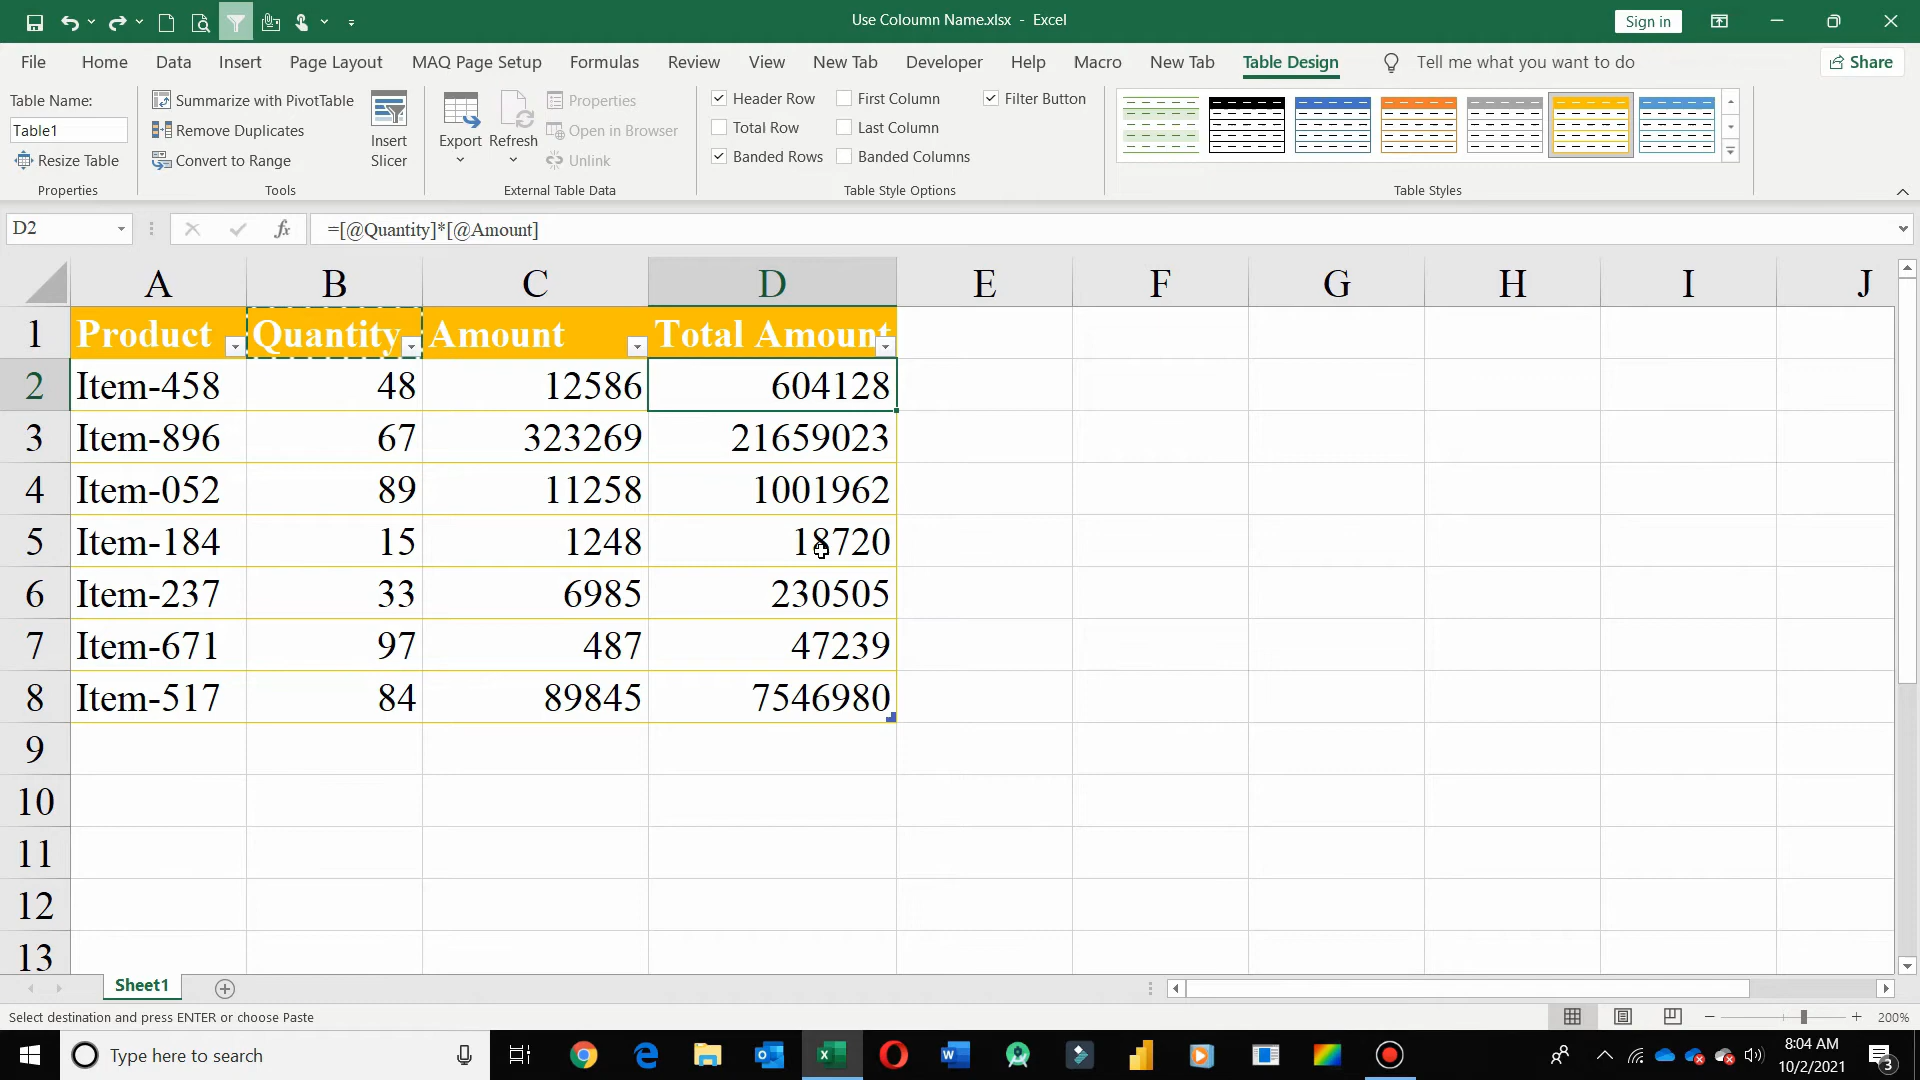 Use Coloumn Name.xlsx - Excel
Sign in
File Home Data Insert Page Layout MAQ Page Setup Formulas Review View New Tab Developer Help Macro New Tab Table Design Tell me what you want to do Share
Table Name:
Table1
Resize Table
Properties
Summarize with PivotTable
Remove Duplicates
Convert to Range
Tools
Insert
Slicer
Export
Refresh
Properties
Open in Browser
Unlink
External Table Data
Header Row
Total Row
Banded Rows
First Column
Last Column
Banded Columns
Filter Button
Table Style Options
Table Styles
D2 fx =[@Quantity]*[@Amount]
A B C D E F G H I J
1 Product Quantity Amount Total Amount
2 Item-458 48 12586 604128
3 Item-896 67 323269 21659023
4 Item-052 89 11258 1001962
5 Item-184 15 1248 18720
6 Item-237 33 6985 230505
7 Item-671 97 487 47239
8 Item-517 84 89845 7546980
9
10
11
12
13
Sheet1
Select destination and press ENTER or choose Paste
200%
Type here to search
8:04 AM
10/2/2021
3